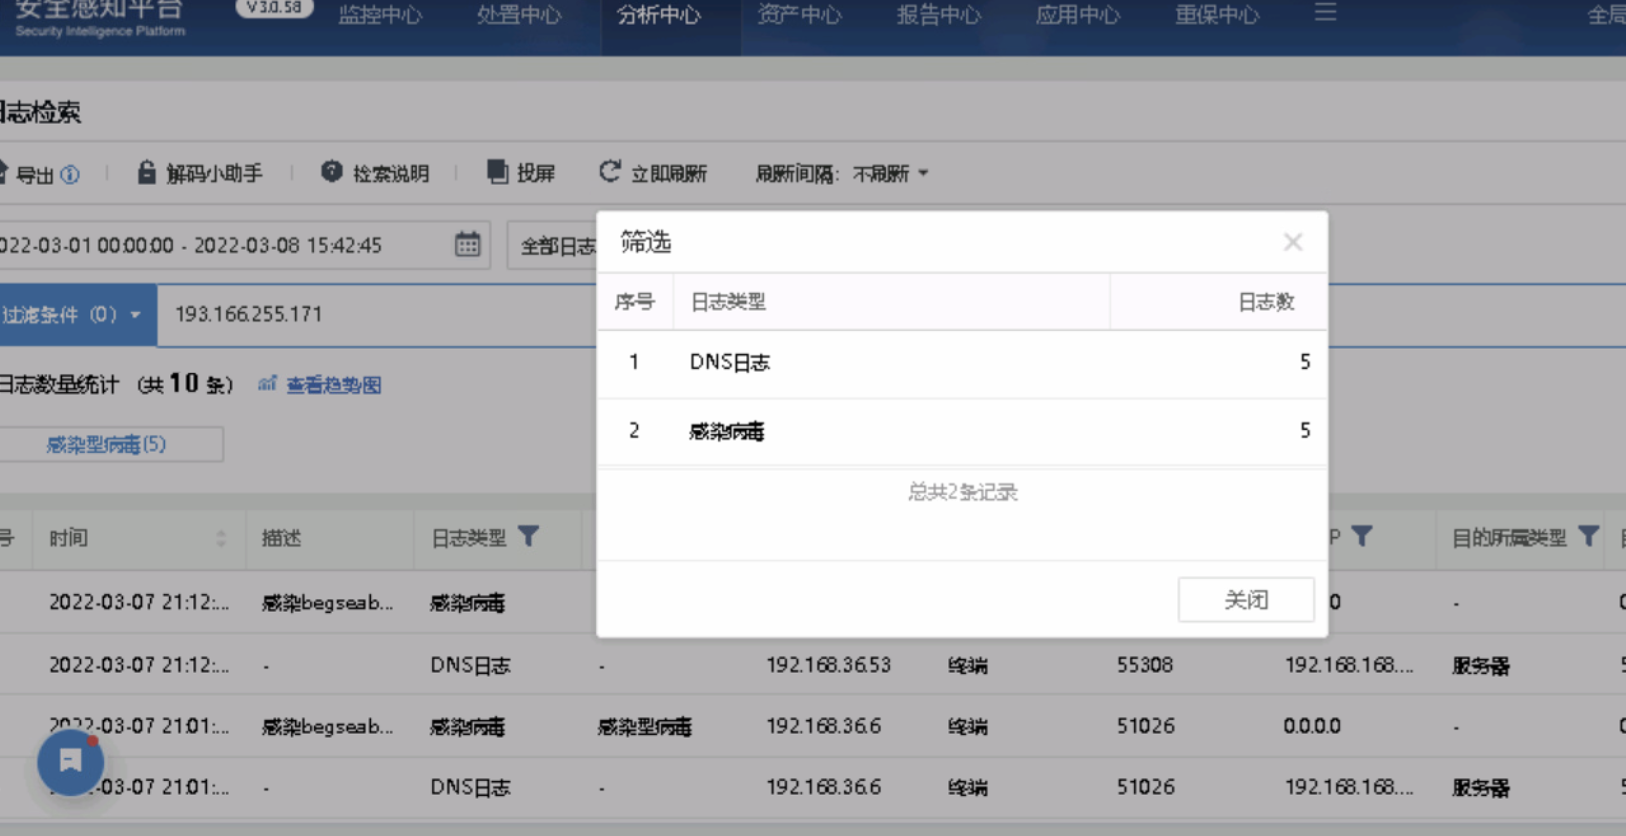 安全感知平台
V3.0.58
监控中心
处置中心
分析中心
资产中心
报告中心
应用中心
重保中心
全局
Security Intelligence Platform
日志检索
导出
解码小助手
检索说明
投屏
立即刷新
刷新间隔: 不刷新
022-03-01 00:00:00 - 2022-03-08 15:42:45
全部日志
筛选
过滤条件 (0)
193.166.255.171
序号 日志类型 日志数
1 DNS日志 5
2 感染病毒 5
总共2条记录
关闭
日志数量统计 (共 10 条) 查看趋势图
感染型病毒(5)
号 时间 描述 日志类型 P 目的所属类型
2022-03-07 21:12:... 感染begseab... 感染病毒 0 -
2022-03-07 21:12:... - DNS日志 - 192.168.36.53 终端 55308 192.168.168.... 服务器
2022-03-07 21:01:... 感染begseab... 感染病毒 感染型病毒 192.168.36.6 终端 51026 0.0.0.0 -
-03-07 21:01:... - DNS日志 - 192.168.36.6 终端 51026 192.168.168.... 服务器